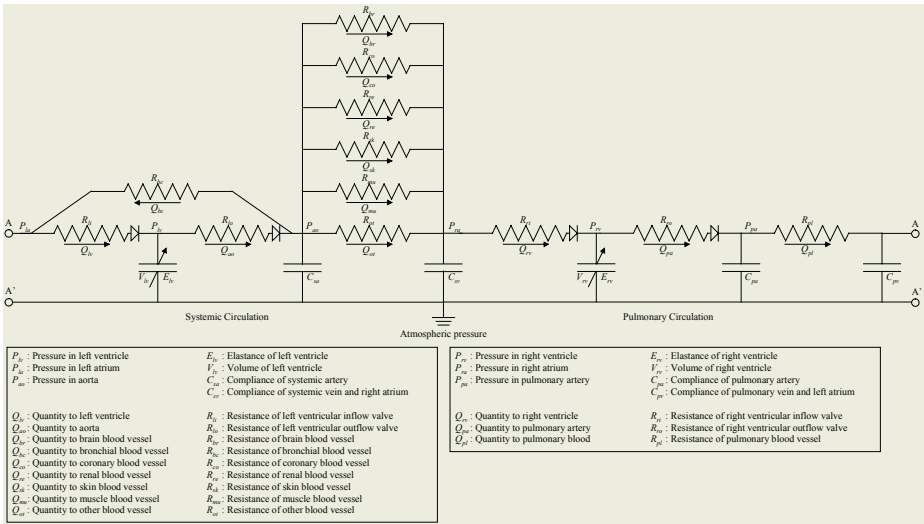 R_br
Q_br
R_co
Q_co
R_re
Q_re
R_sk
Q_sk
R_mu
Q_mu
R_bc
Q_bc
A P_la R_li P_lv R_lo P_ao R_ot P_ra R_ri P_rv R_ro P_pa R_pl A
Q_lv Q_ao Q_ot Q_rv Q_pa Q_pl
V_lv E_lv C_sa C_sv V_rv E_rv C_pa C_pv
A' A'
Systemic Circulation Pulmonary Circulation
Atmospheric pressure
P_lv : Pressure in left ventricle
P_la : Pressure in left atrium
P_ao : Pressure in aorta
E_lv : Elastance of left ventricle
V_lv : Volume of left ventricle
C_sa : Compliance of systemic artery
C_sv : Compliance of systemic vein and right atrium
Q_lv : Quantity to left ventricle
Q_ao : Quantity to aorta
Q_br : Quantity to brain blood vessel
Q_bc : Quantity to bronchial blood vessel
Q_co : Quantity to coronary blood vessel
Q_re : Quantity to renal blood vessel
Q_sk : Quantity to skin blood vessel
Q_mu : Quantity to muscle blood vessel
Q_ot : Quantity to other blood vessel
R_li : Resistance of left ventricular inflow valve
R_lo : Resistance of left ventricular outflow valve
R_br : Resistance of brain blood vessel
R_bc : Resistance of bronchial blood vessel
R_co : Resistance of coronary blood vessel
R_re : Resistance of renal blood vessel
R_sk : Resistance of skin blood vessel
R_mu : Resistance of muscle blood vessel
R_ot : Resistance of other blood vessel
P_rv : Pressure in right ventricle
P_ra : Pressure in right atrium
P_pa : Pressure in pulmonary artery
E_rv : Elastance of right ventricle
V_rv : Volume of right ventricle
C_pa : Compliance of pulmonary artery
C_pv : Compliance of pulmonary vein and left atrium
Q_rv : Quantity to right ventricle
Q_pa : Quantity to pulmonary artery
Q_pl : Quantity to pulmonary blood
R_ri : Resistance of right ventricular inflow valve
R_ro : Resistance of right ventricular outflow valve
R_pl : Resistance of pulmonary blood vessel